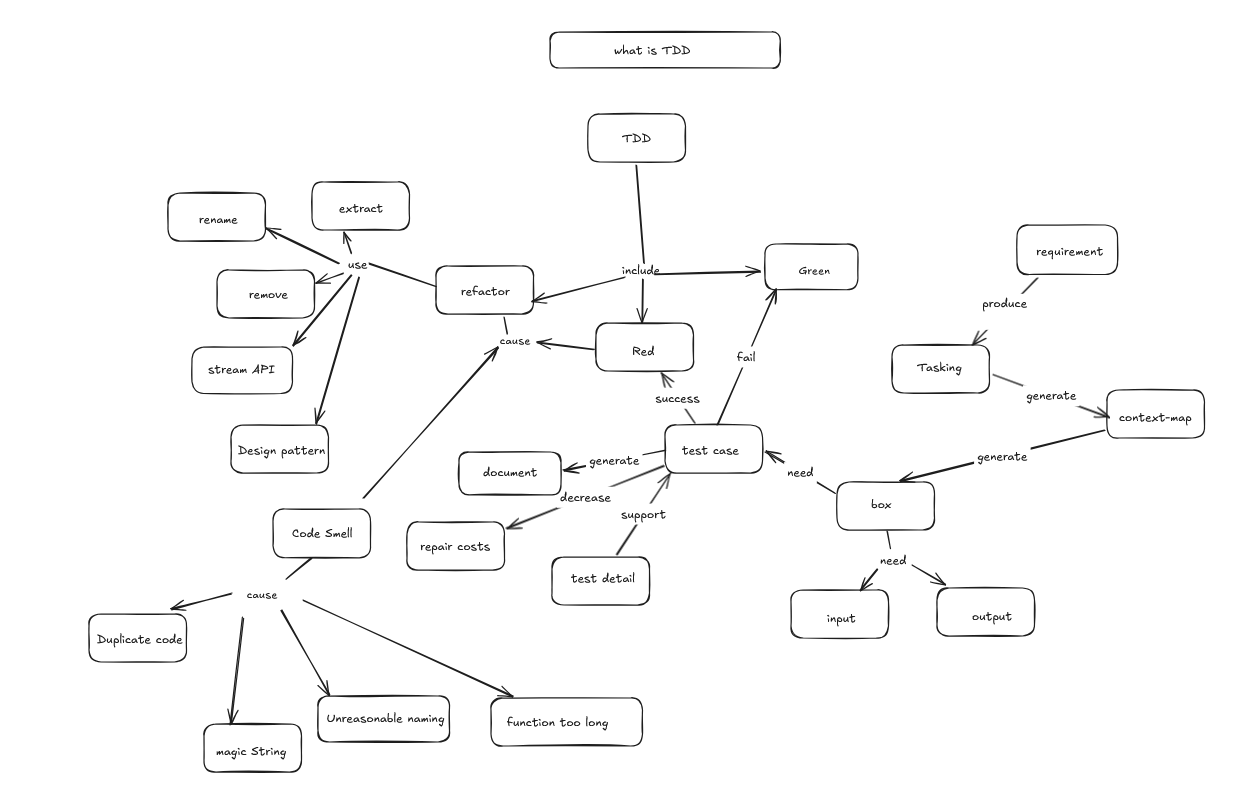 what is TDD
TDD
extract
rename
requirement
use
include
Green
remove
refactor
produce
cause
Red
fail
stream API
Tasking
success
generate
context-map
Design pattern
test case
generate
document
generate
need
decrease
box
support
Code Smell
repair costs
need
test detail
cause
input
output
Duplicate code
Unreasonable naming
function too long
magic String